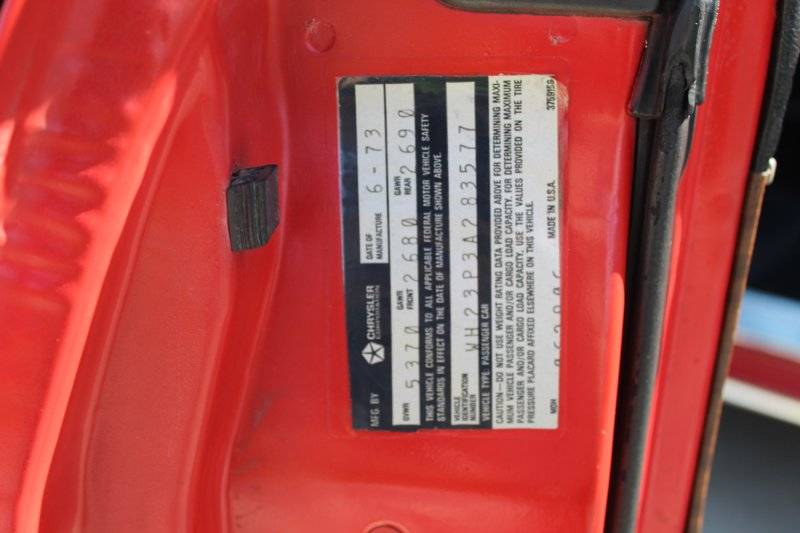 MFG. BY CHRYSLER CORPORATION DATE OF MANUFACTURE 6-73
GVWR 5370 GAWR FRONT 2680 GAWR REAR 2690
THIS VEHICLE CONFORMS TO ALL APPLICABLE FEDERAL MOTOR VEHICLE SAFETY
STANDARDS IN EFFECT ON THE DATE OF MANUFACTURE SHOWN ABOVE.
VEHICLE IDENTIFICATION NUMBER WH23P3A283577
VEHICLE TYPE: PASSENGER CAR
CAUTION—DO NOT USE WEIGHT RATING DATA PROVIDED ABOVE FOR DETERMINING MAXI-
MUM VEHICLE PASSENGER AND/OR CARGO LOAD CAPACITY. FOR DETERMINING MAXIMUM
PASSENGER AND/OR CARGO LOAD CAPACITY, USE THE VALUES PROVIDED ON THE TIRE
PRESSURE PLACARD AFFIXED ELSEWHERE ON THIS VEHICLE.
MDH MADE IN U.S.A.